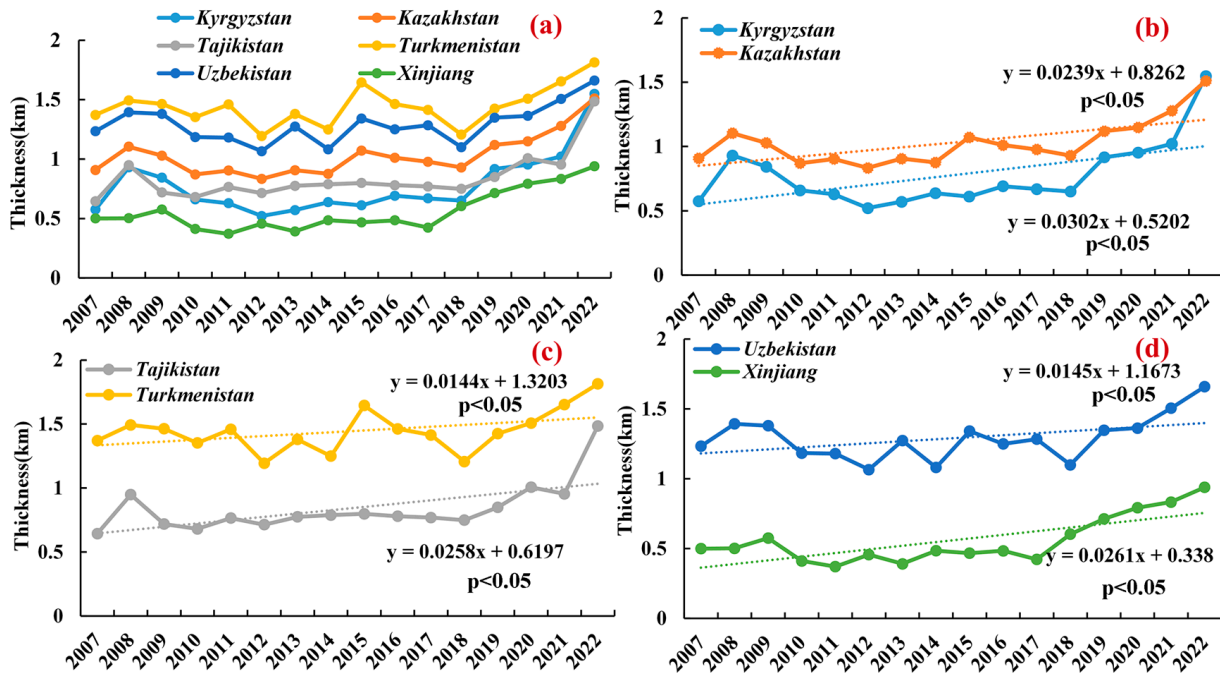 Kyrgyzstan Kazakhstan (a)
Tajikistan Turkmenistan
Uzbekistan Xinjiang
Thickness(km)
2
1.5
1
0.5
0
2007 2008 2009 2010 2011 2012 2013 2014 2015 2016 2017 2018 2019 2020 2021 2022
Kyrgyzstan (b)
Kazakhstan
y = 0.0239x + 0.8262
p<0.05
y = 0.0302x + 0.5202
p<0.05
Thickness(km)
2
1.5
1
0.5
0
2007 2008 2009 2010 2011 2012 2013 2014 2015 2016 2017 2018 2019 2020 2021 2022
Tajikistan (c)
Turkmenistan
y = 0.0144x + 1.3203
p<0.05
y = 0.0258x + 0.6197
p<0.05
Thickness(km)
2
1.5
1
0.5
0
2007 2008 2009 2010 2011 2012 2013 2014 2015 2016 2017 2018 2019 2020 2021 2022
Uzbekistan (d)
Xinjiang
y = 0.0145x + 1.1673
p<0.05
y = 0.0261x + 0.338
p<0.05
Thickness(km)
2
1.5
1
0.5
0
2007 2008 2009 2010 2011 2012 2013 2014 2015 2016 2017 2018 2019 2020 2021 2022